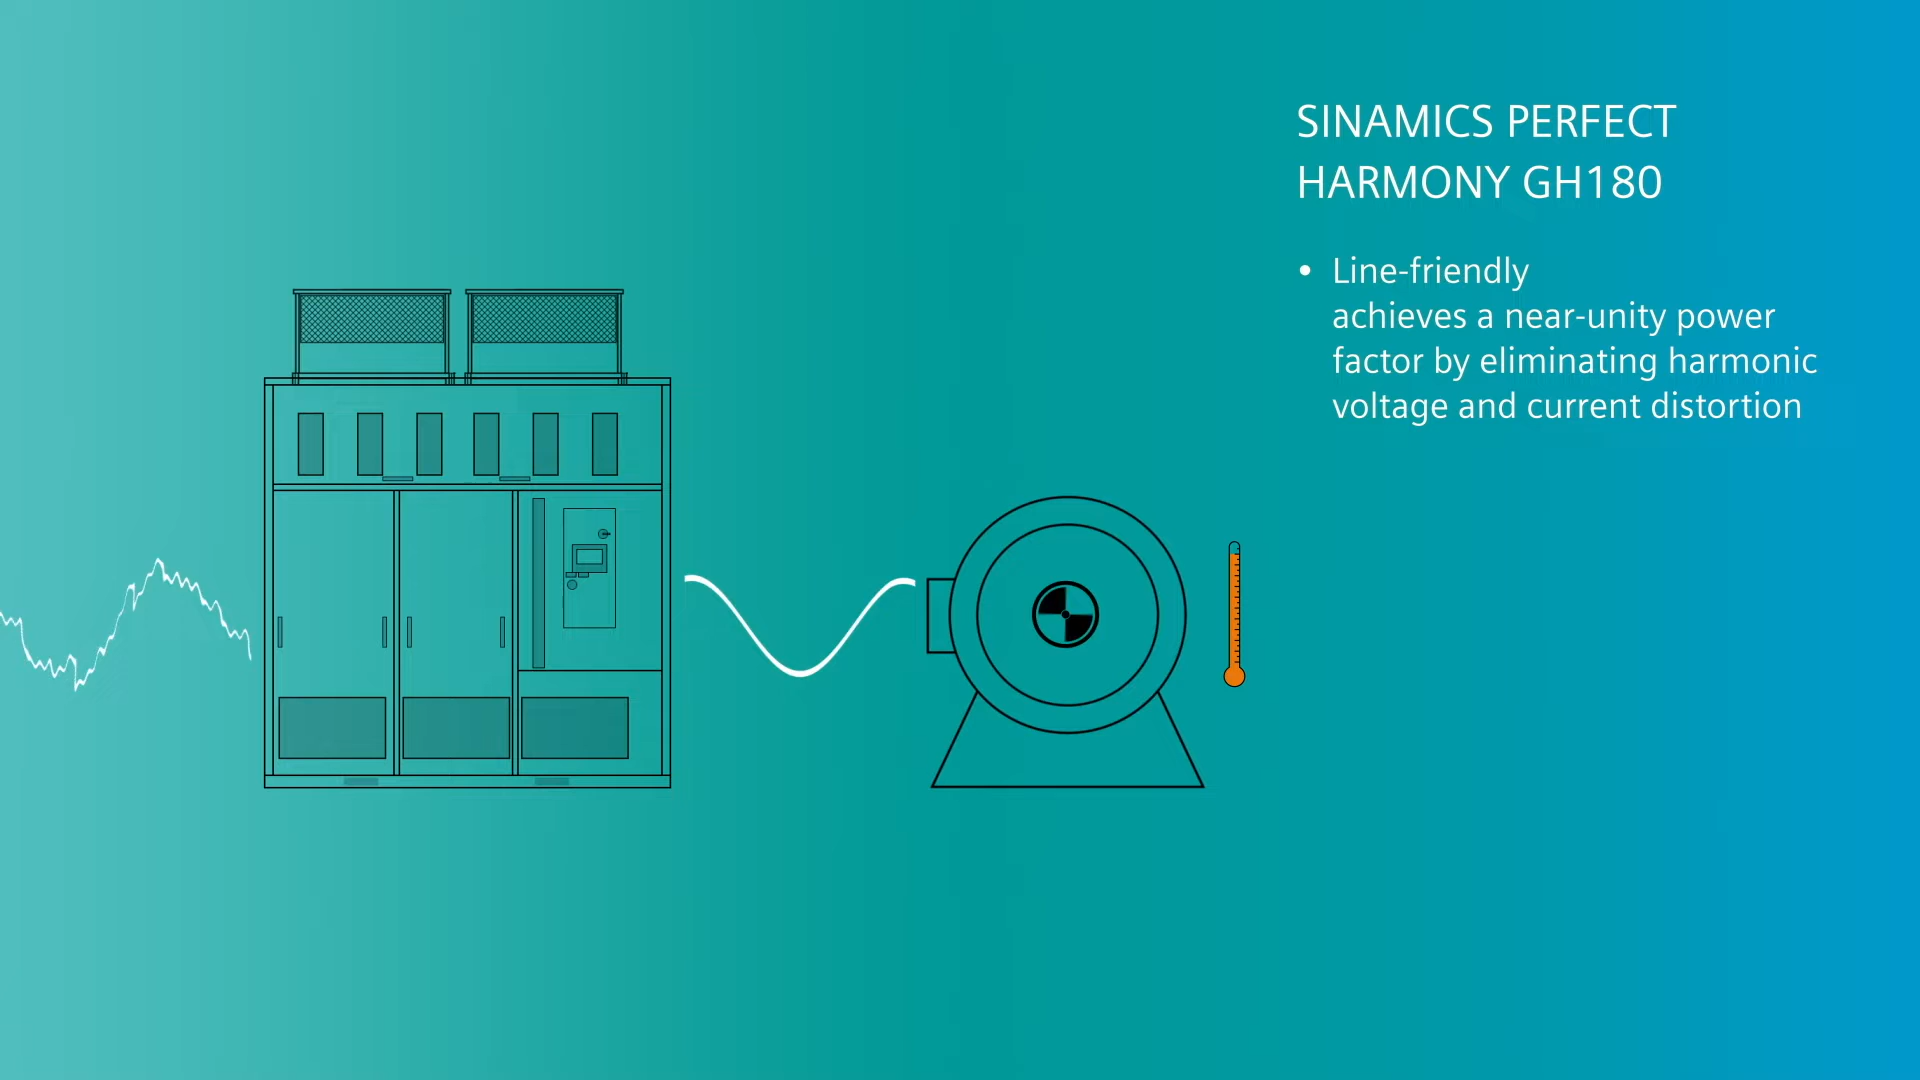 SINAMICS PERFECT
HARMONY GH180
• Line-friendly
achieves a near-unity power
factor by eliminating harmonic
voltage and current distortion